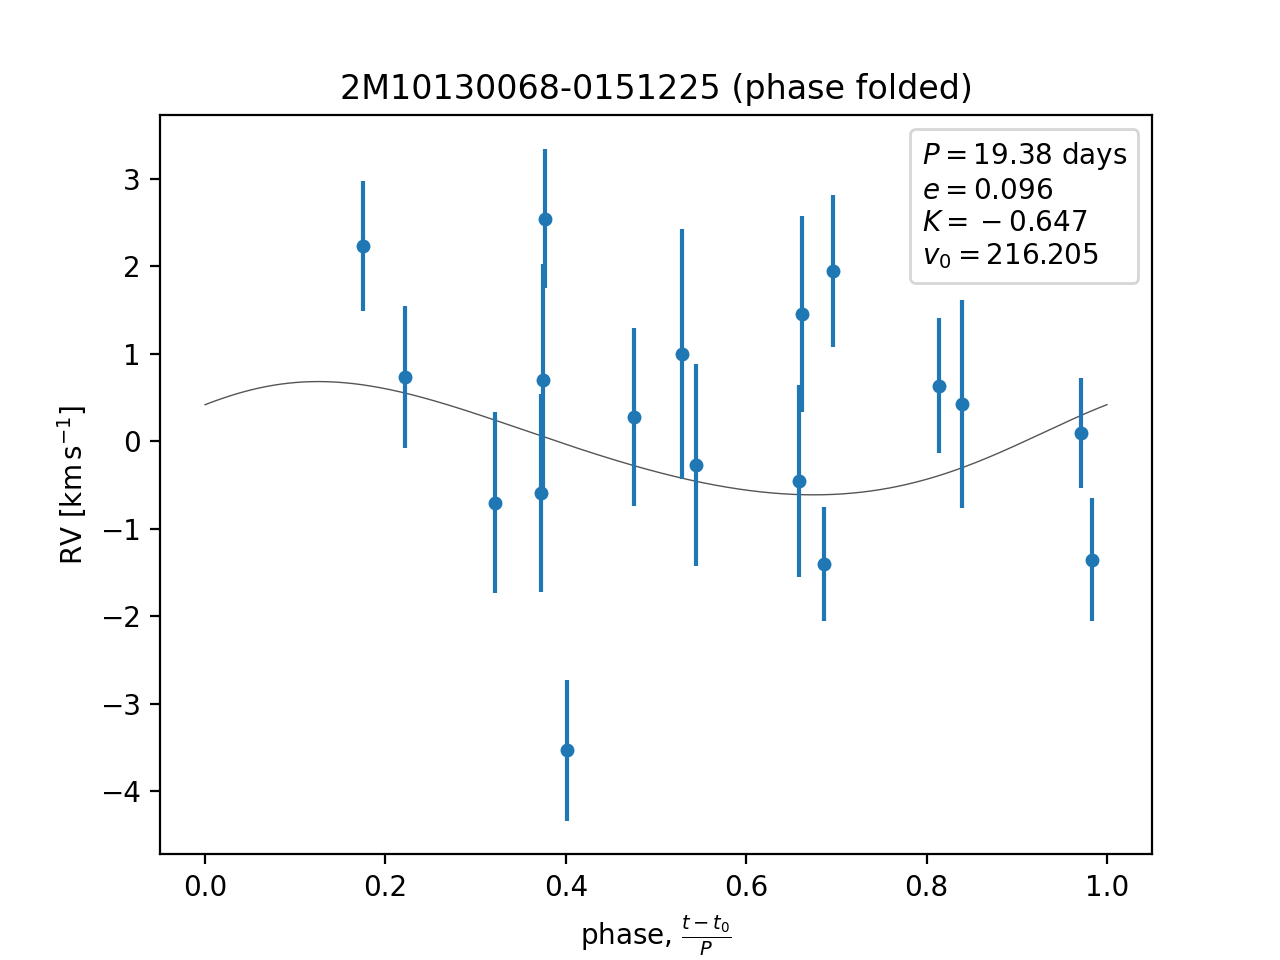 2M10130068-0151225 (phase folded)
P = 19.38 days
e = 0.096
K = −0.647
v₀ = 216.205
3
2
1
0
−1
−2
−3
−4
RV [km s⁻¹]
0.0 0.2 0.4 0.6 0.8 1.0
phase, (t − t₀)/P